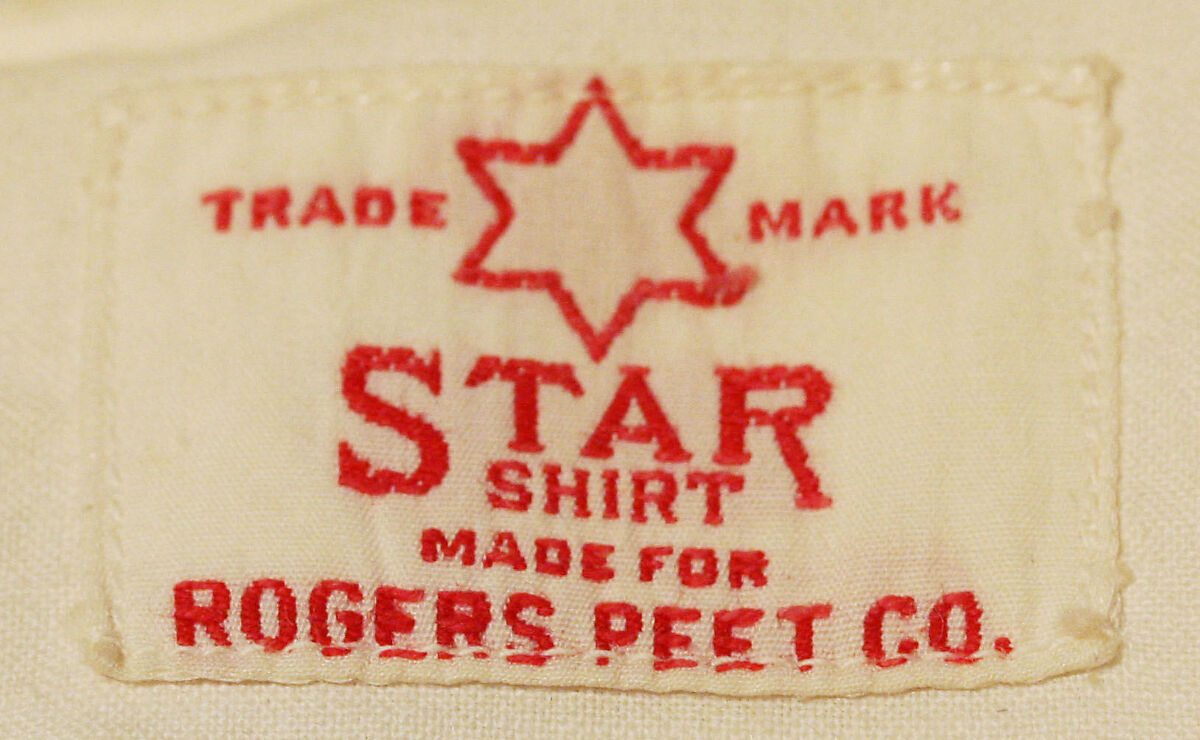 TRADE MARK
STAR
SHIRT
MADE FOR
ROGERS PEET CO.